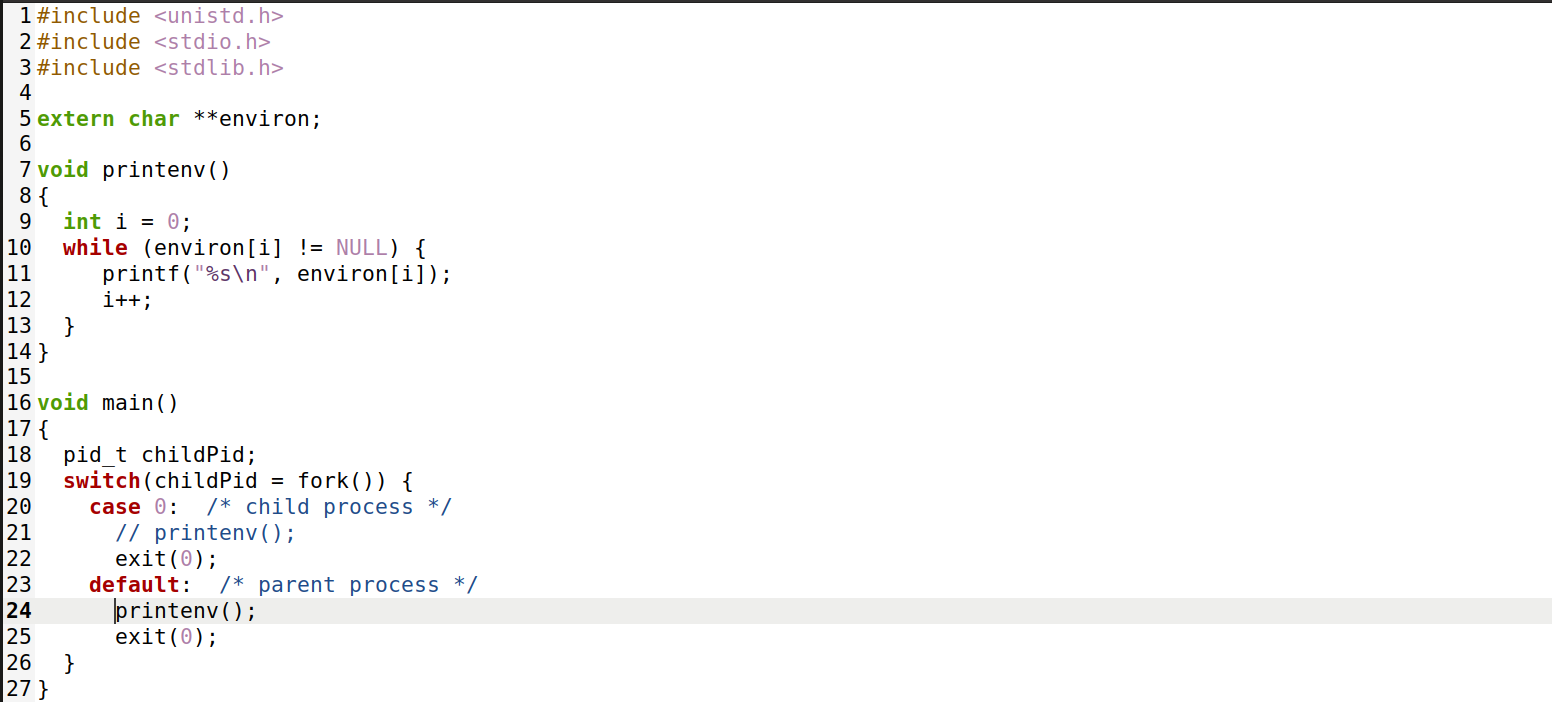 1 #include <unistd.h>
2 #include <stdio.h>
3 #include <stdlib.h>
4
5 extern char **environ;
6
7 void printenv()
8 {
9   int i = 0;
10   while (environ[i] != NULL) {
11      printf("%s\n", environ[i]);
12      i++;
13   }
14 }
15
16 void main()
17 {
18   pid_t childPid;
19   switch(childPid = fork()) {
20     case 0:  /* child process */
21       // printenv();
22       exit(0);
23     default:  /* parent process */
24       printenv();
25       exit(0);
26   }
27 }